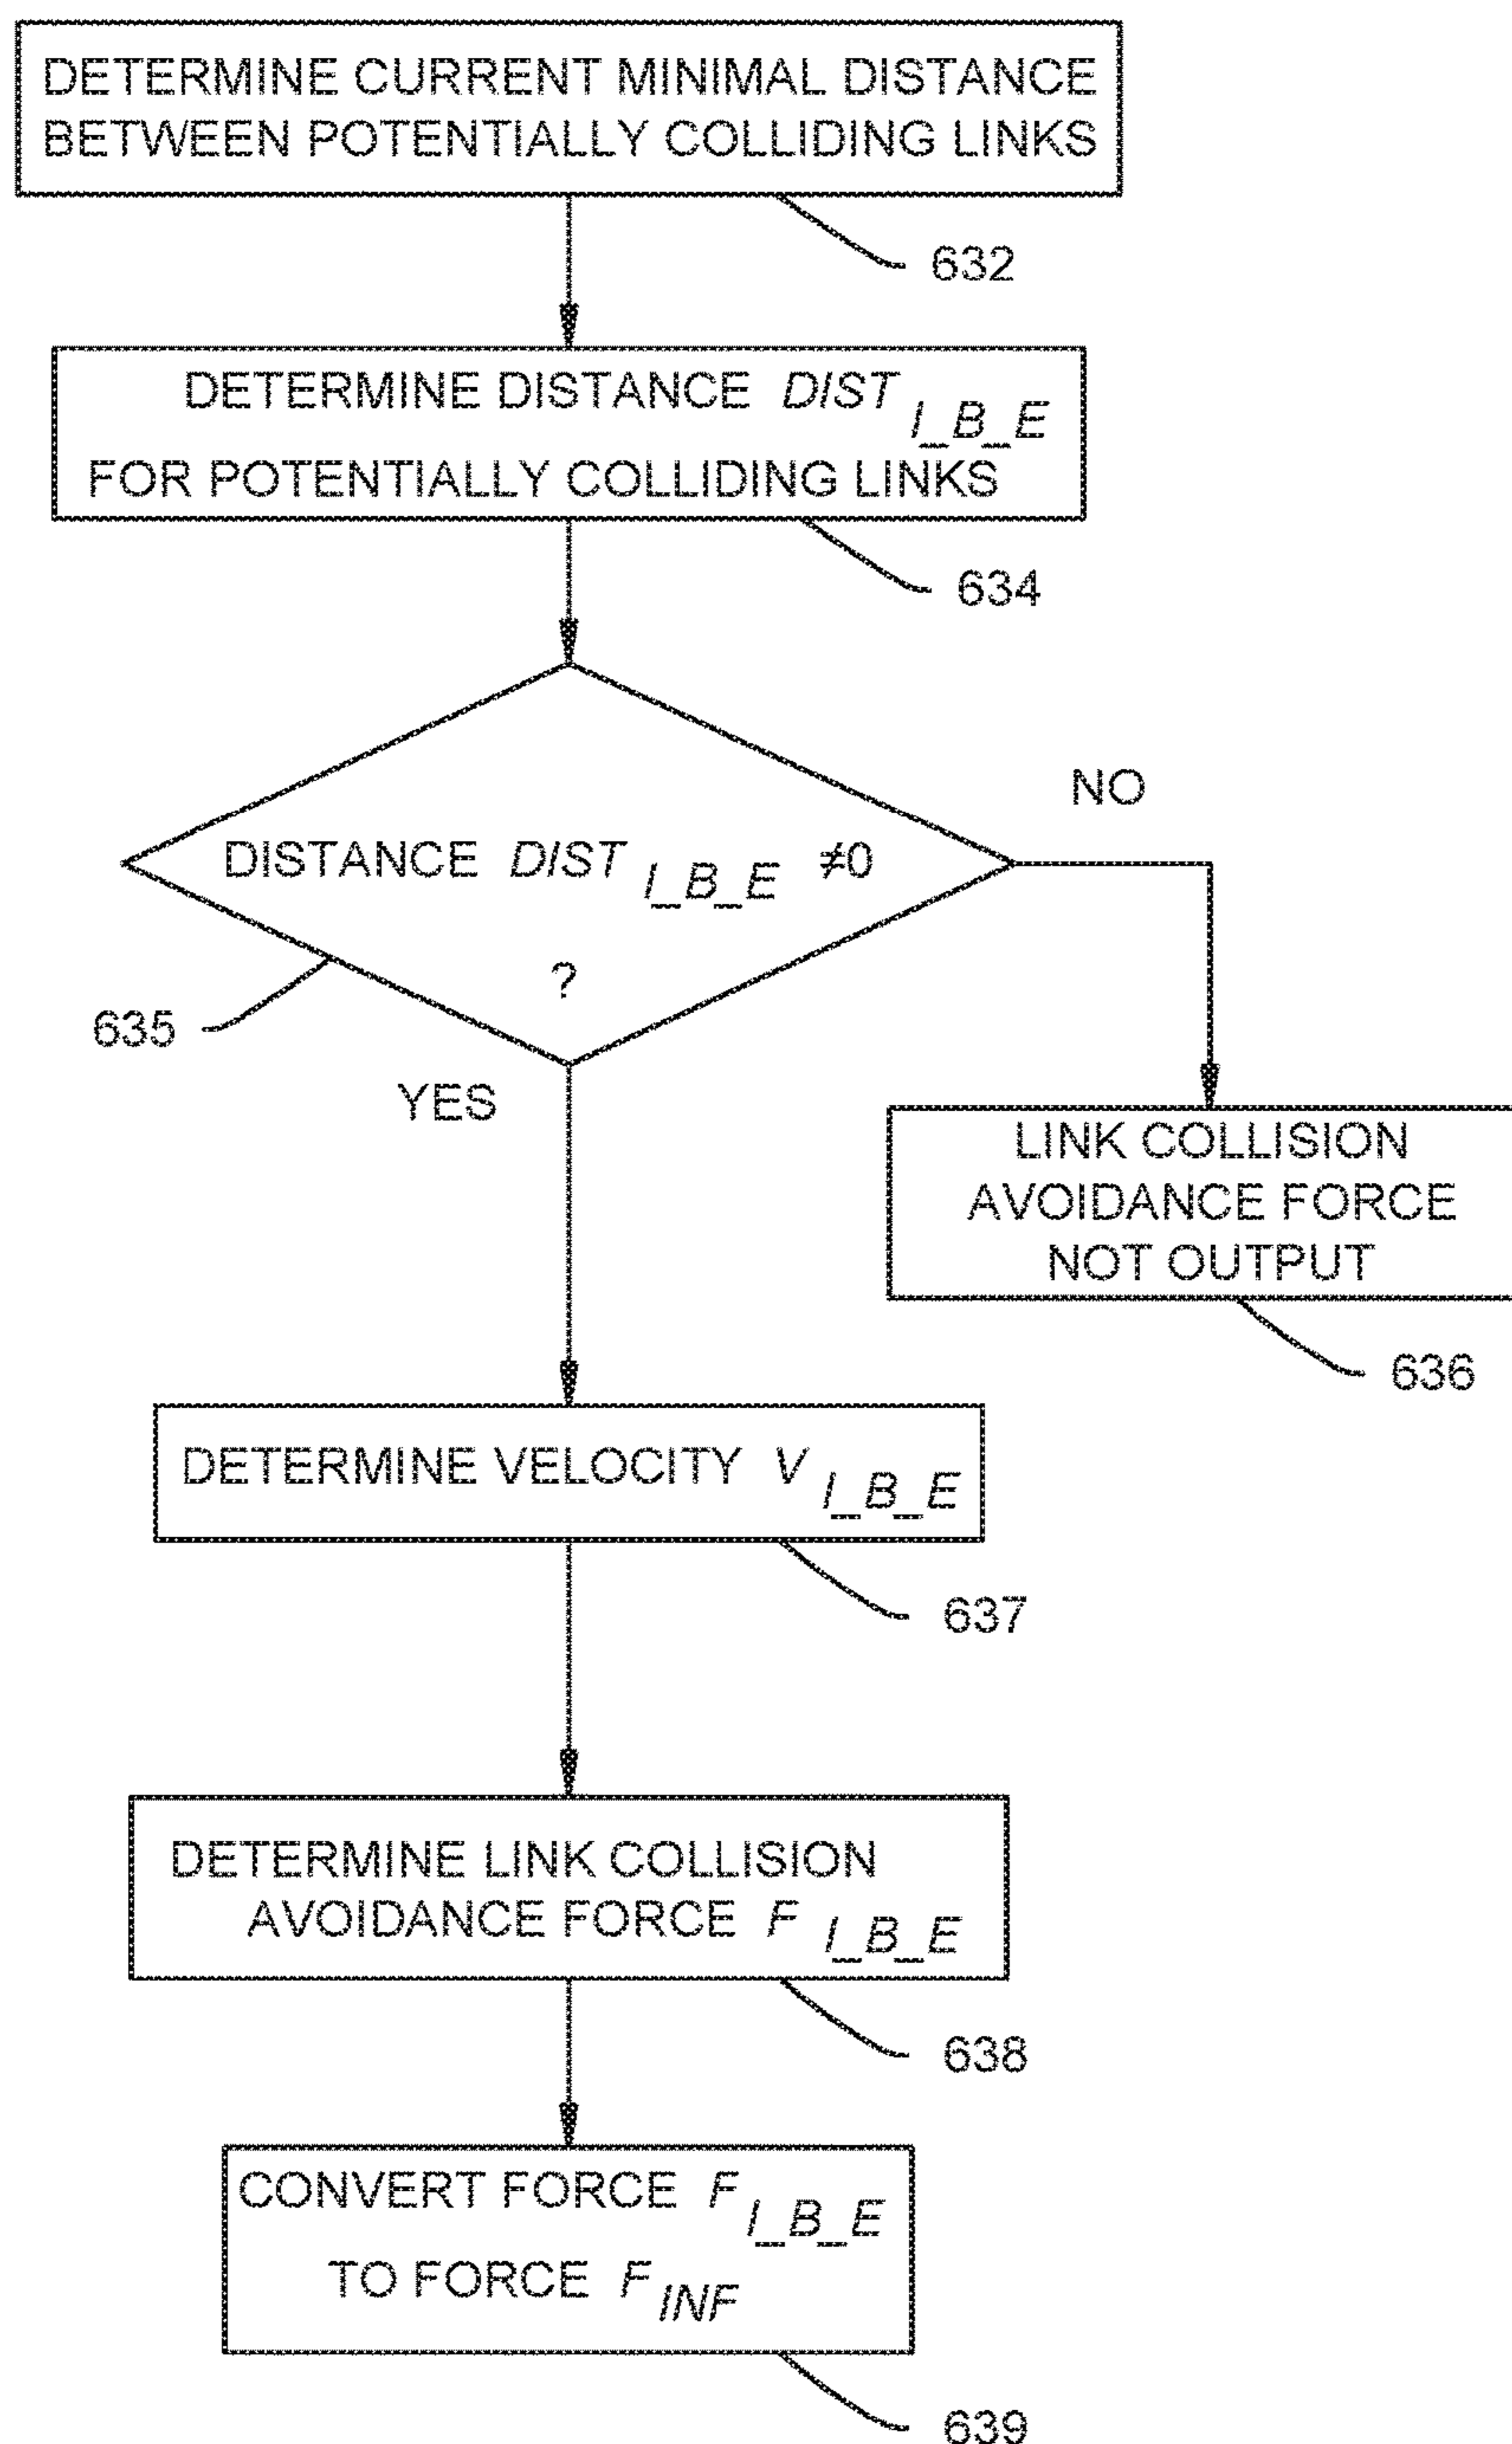 DETERMINE CURRENT MINIMAL DISTANCE
BETWEEN POTENTIALLY COLLIDING LINKS
632
DETERMINE DISTANCE DIST I_B_E
FOR POTENTIALLY COLLIDING LINKS
634
NO
DISTANCE DIST I_B_E ≠0
?
635
YES
LINK COLLISION
AVOIDANCE FORCE
NOT OUTPUT
636
DETERMINE VELOCITY V I_B_E
637
DETERMINE LINK COLLISION
AVOIDANCE FORCE F I_B_E
638
CONVERT FORCE F I_B_E
TO FORCE F INF
639